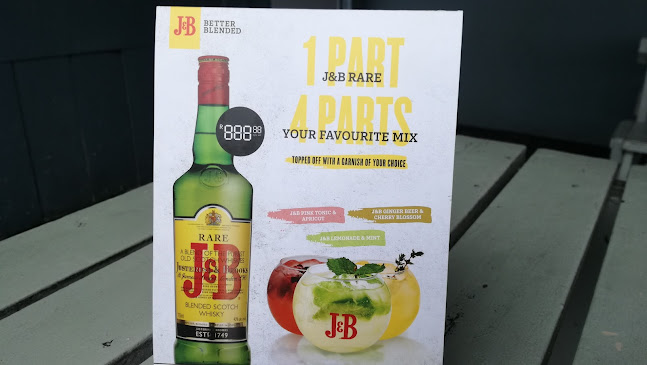 J&B
BETTER
BLENDED
1 PART
J&B RARE
4 PARTS
YOUR FAVOURITE MIX
TOPPED OFF WITH A GARNISH OF YOUR CHOICE
R888
J&B PINK TONIC &
APRICOT
J&B GINGER BEER &
CHERRY BLOSSOM
J&B LEMONADE & MINT
RARE
J&B
BLENDED SCOTCH
WHISKY
ESTD 1749
J&B